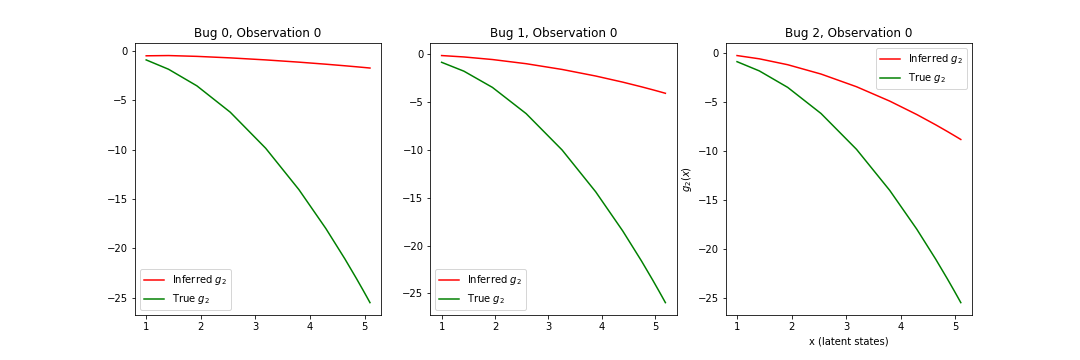 Bug 0, Observation 0
0
−5
−10
−15
−20
−25
1 2 3 4 5
Inferred g₂
True g₂
Bug 1, Observation 0
0
−5
−10
−15
−20
−25
1 2 3 4 5
Inferred g₂
True g₂
Bug 2, Observation 0
g₂(x)
0
−5
−10
−15
−20
−25
1 2 3 4 5
x (latent states)
Inferred g₂
True g₂